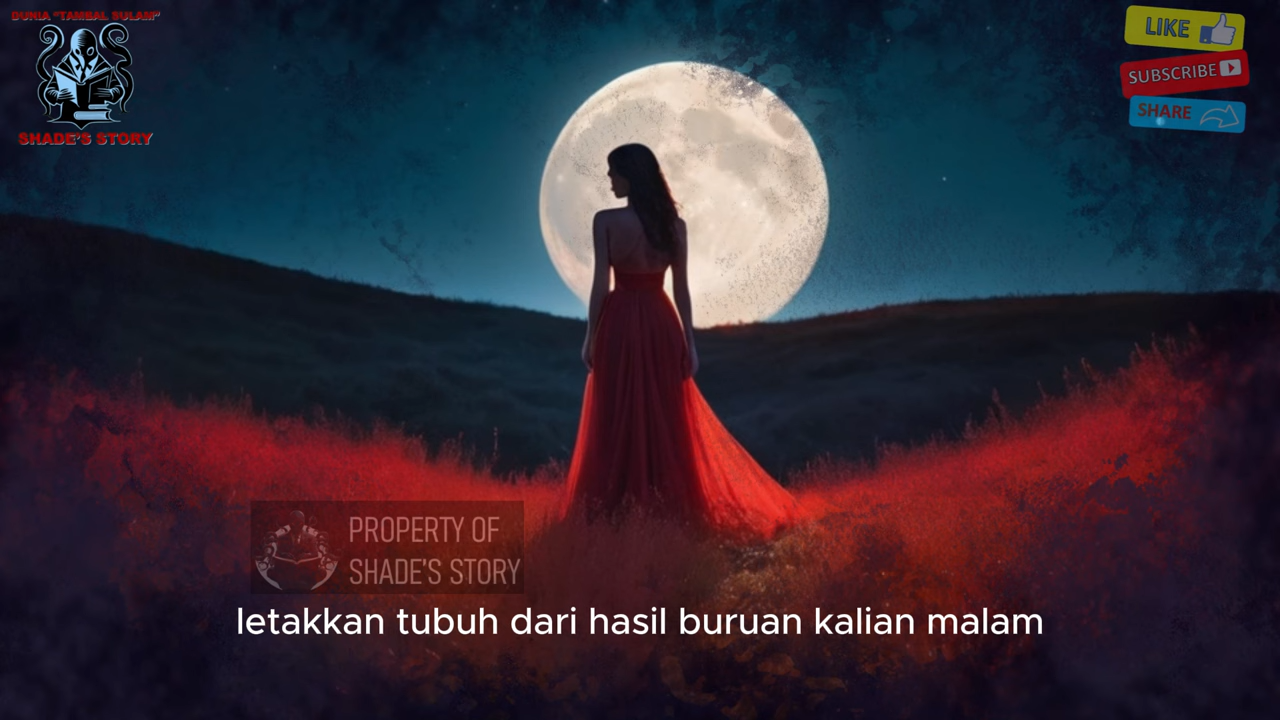 DUNIA "TAMBAL SULAM"
SHADE'S STORY
LIKE
SUBSCRIBE
SHARE
PROPERTY OF
SHADE'S STORY
letakkan tubuh dari hasil buruan kalian malam